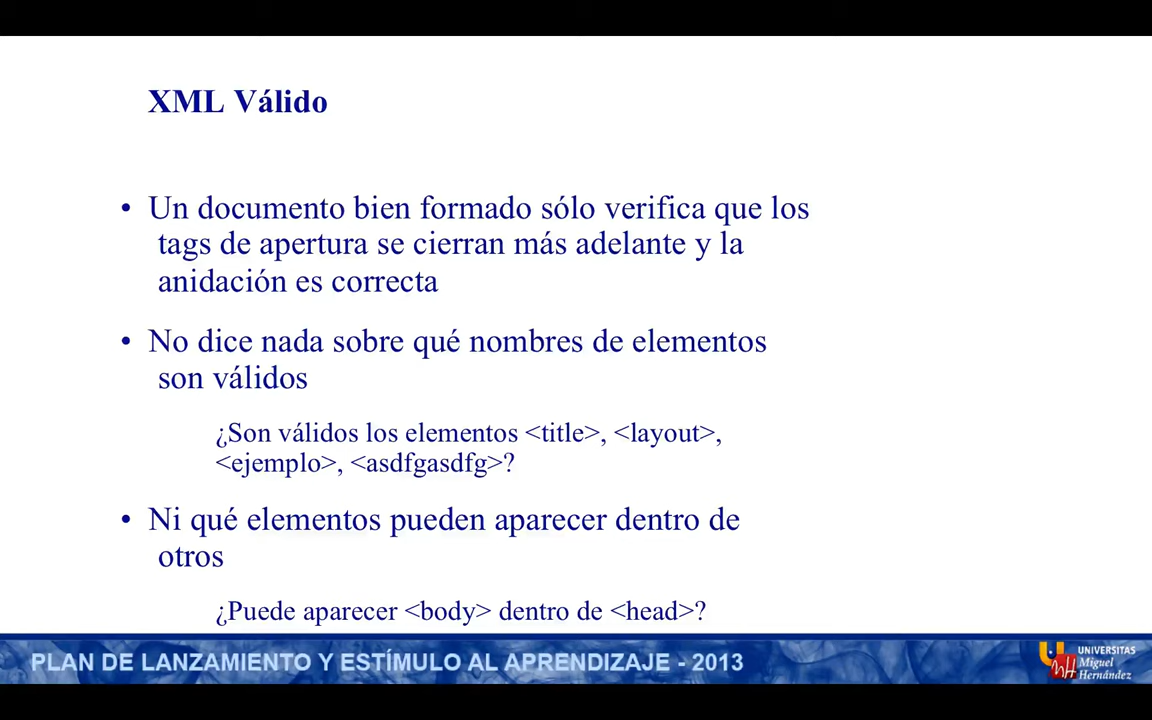 XML Válido
• Un documento bien formado sólo verifica que los
tags de apertura se cierran más adelante y la
anidación es correcta
• No dice nada sobre qué nombres de elementos
son válidos
¿Son válidos los elementos <title>, <layout>,
<ejemplo>, <asdfgasdfg>?
• Ni qué elementos pueden aparecer dentro de
otros
¿Puede aparecer <body> dentro de <head>?
PLAN DE LANZAMIENTO Y ESTÍMULO AL APRENDIZAJE - 2013
UNIVERSITAS
Miguel
Hernández